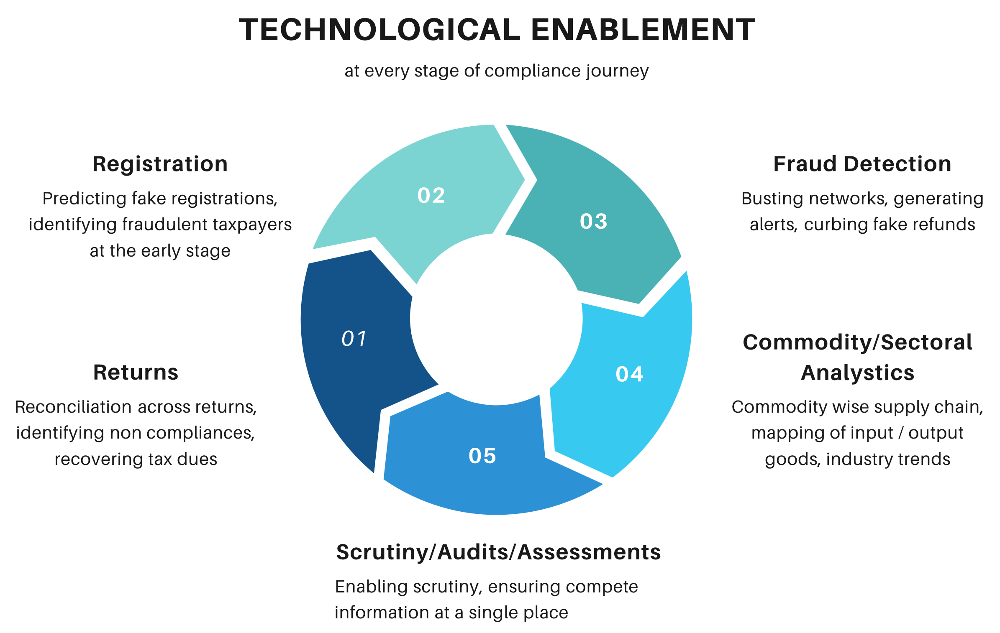 TECHNOLOGICAL ENABLEMENT
at every stage of compliance journey
Registration
Predicting fake registrations,
identifying fraudulent taxpayers
at the early stage
02
03
Fraud Detection
Busting networks, generating
alerts, curbing fake refunds
01
Returns
Reconciliation across returns,
identifying non compliances,
recovering tax dues
04
Commodity/Sectoral
Analystics
Commodity wise supply chain,
mapping of input / output
goods, industry trends
05
Scrutiny/Audits/Assessments
Enabling scrutiny, ensuring compete
information at a single place